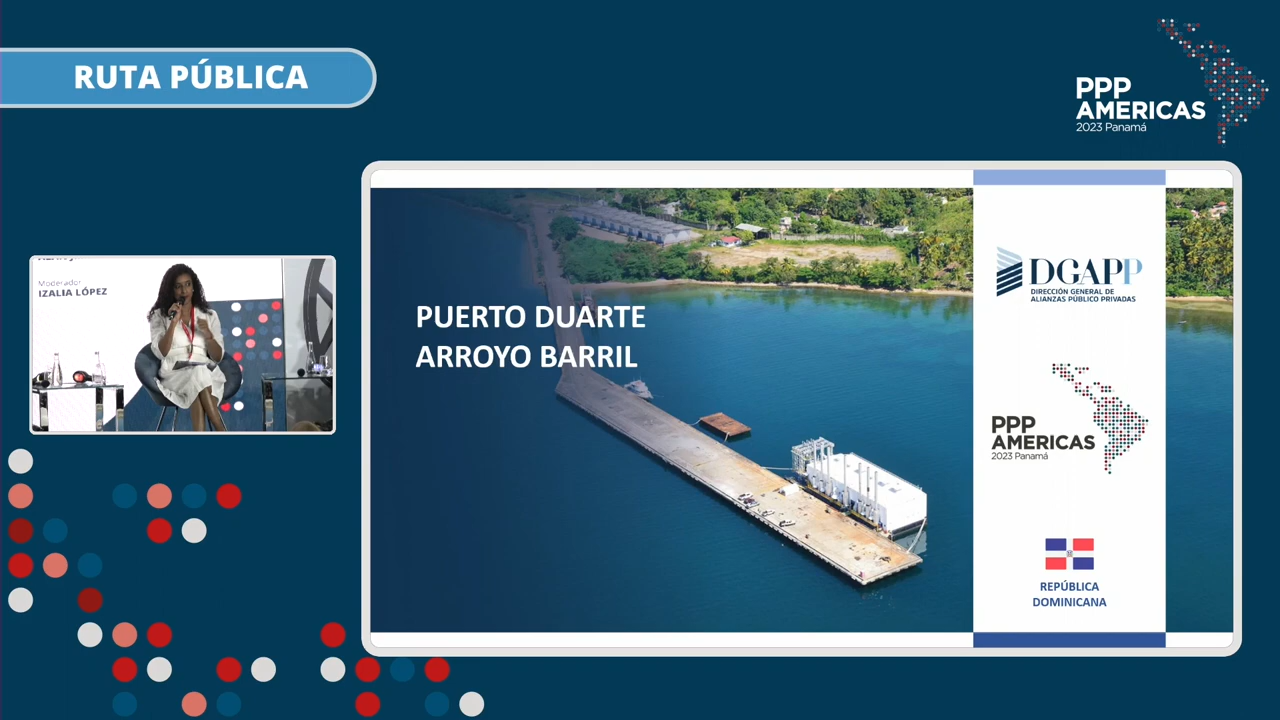 RUTA PÚBLICA
PPP
AMERICAS
2023 Panamá
Moderador
IZALIA LÓPEZ
PUERTO DUARTE
ARROYO BARRIL
DGAPP
DIRECCIÓN GENERAL DE
ALIANZAS PÚBLICO PRIVADAS
PPP
AMERICAS
2023 Panamá
REPÚBLICA
DOMINICANA